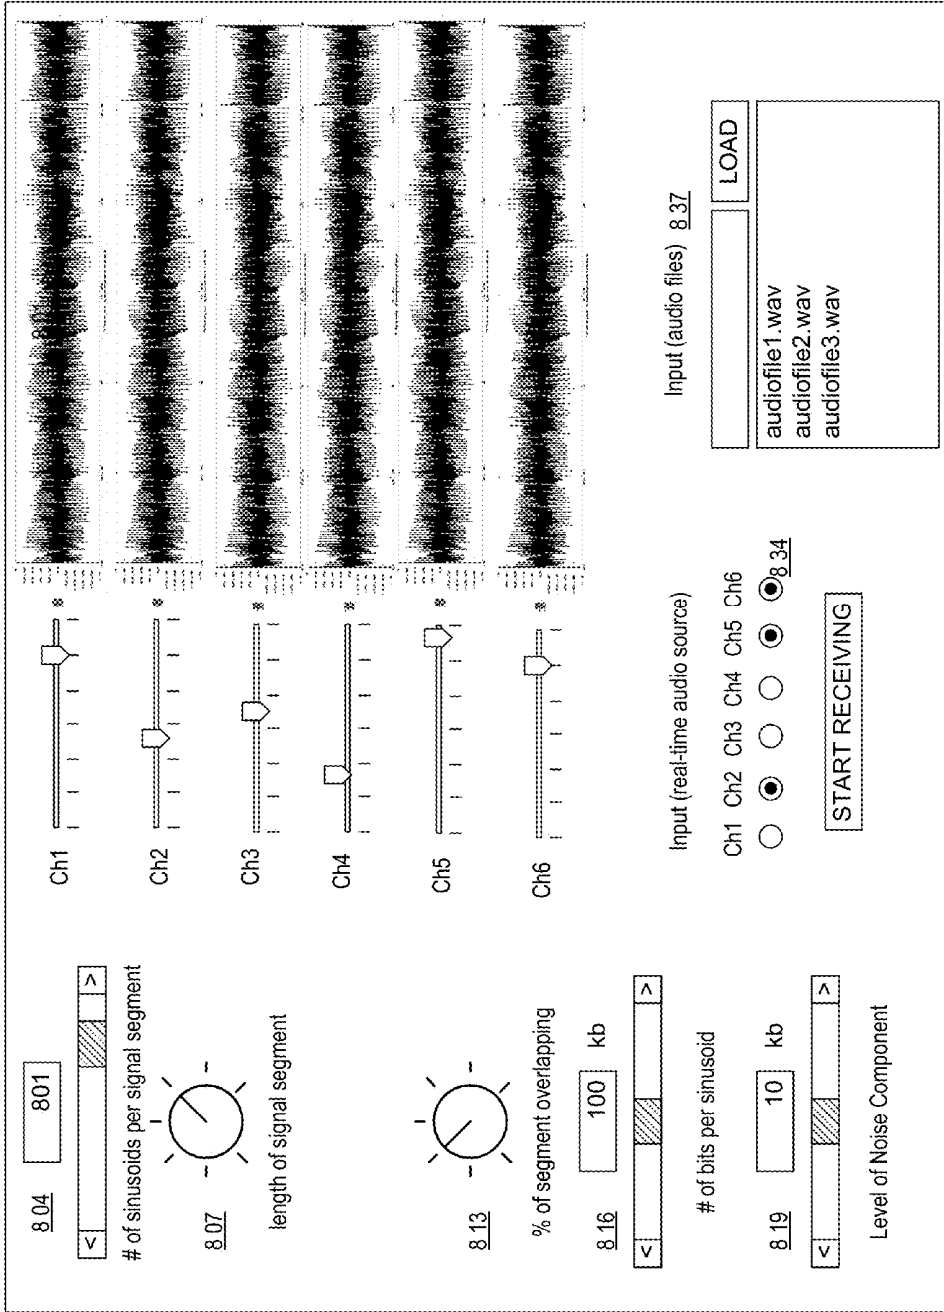 8.04
801
< >
# of sinusoids per signal segment
8.07
length of signal segment
8.13
% of segment overlapping
8.16
100 kb
< >
# of bits per sinusoid
8.19
10 kb
< >
Level of Noise Component
Ch1
8.01
Ch2
Ch3
Ch4
Ch5
Ch6
Input (real-time audio source)
Ch1 Ch2 Ch3 Ch4 Ch5 Ch6
8.34
START RECEIVING
Input (audio files) 8.37
LOAD
audiofile1.wav
audiofile2.wav
audiofile3.wav